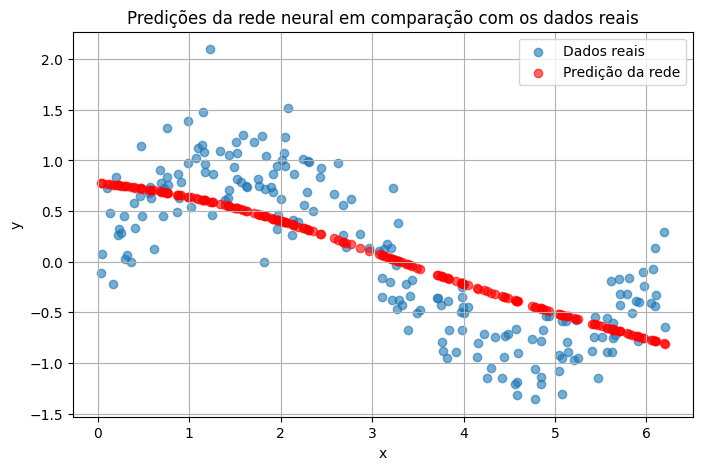 Predições da rede neural em comparação com os dados reais
Dados reais
Predição da rede
y
2.0
1.5
1.0
0.5
0.0
−0.5
−1.0
−1.5
0 1 2 3 4 5 6
x